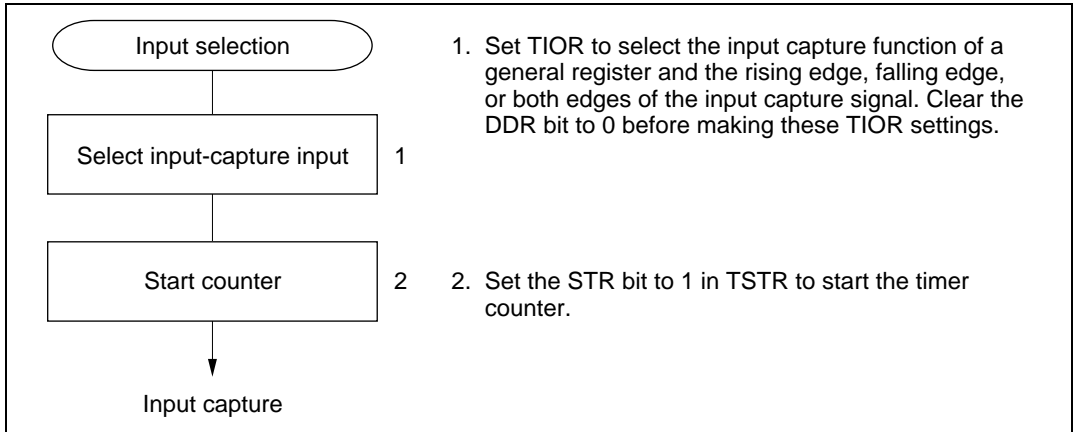 Input selection
1. Set TIOR to select the input capture function of a
general register and the rising edge, falling edge,
or both edges of the input capture signal. Clear the
DDR bit to 0 before making these TIOR settings.
Select input-capture input 1
Start counter 2
2. Set the STR bit to 1 in TSTR to start the timer
counter.
Input capture